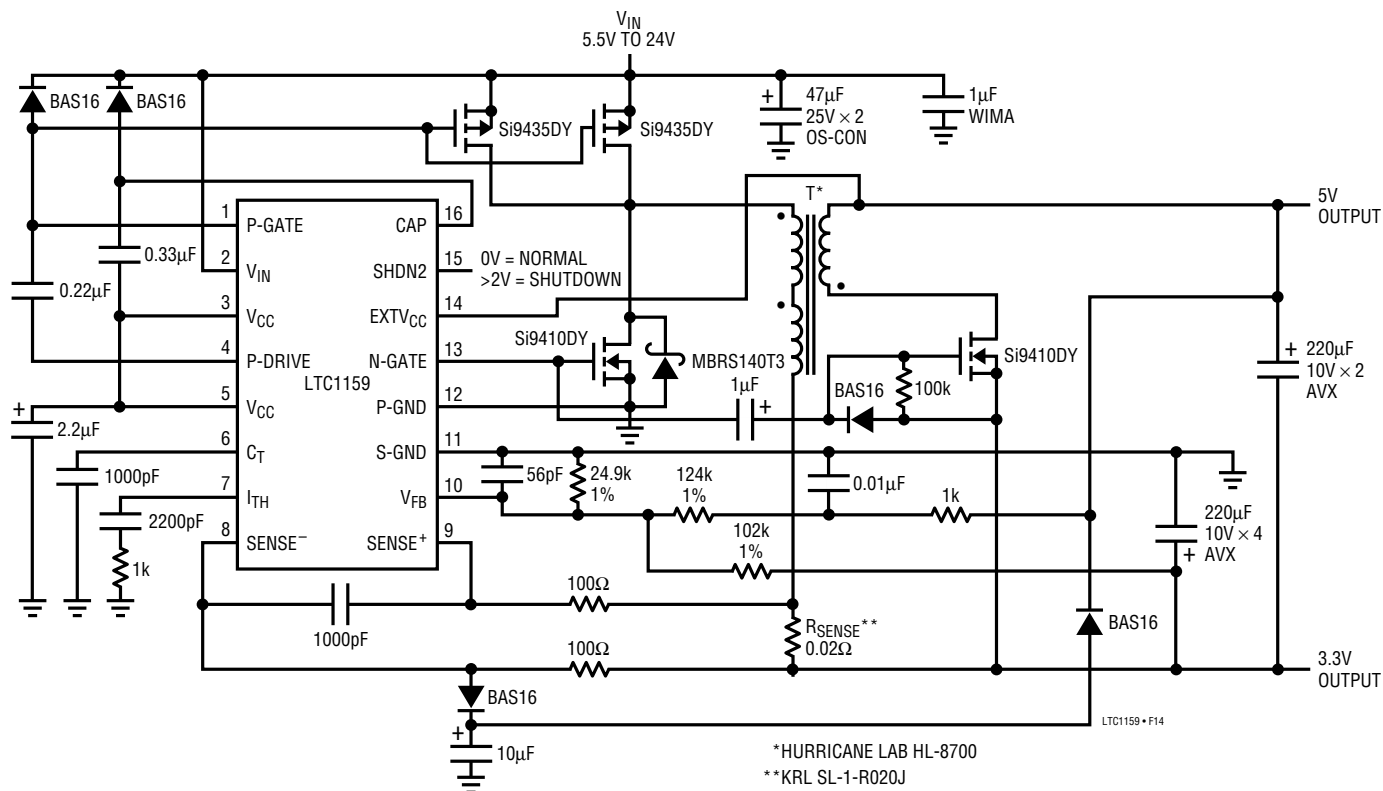 VIN
5.5V TO 24V
BAS16
BAS16
Si9435DY
Si9435DY
+
47µF
25V × 2
OS-CON
1µF
WIMA
T*
5V
OUTPUT
1
P-GATE
CAP
16
0.33µF
2
VIN
SHDN2
15
0V = NORMAL
>2V = SHUTDOWN
0.22µF
3
VCC
EXTVCC
14
4
P-DRIVE
N-GATE
13
Si9410DY
MBRS140T3
Si9410DY
LTC1159
+
220µF
10V × 2
AVX
1µF
+
BAS16
100k
5
VCC
P-GND
12
+
2.2µF
6
CT
S-GND
11
1000pF
56pF
24.9k
1%
124k
1%
0.01µF
1k
7
ITH
VFB
10
2200pF
220µF
10V × 4
+ AVX
102k
1%
8
SENSE−
SENSE+
9
1k
100Ω
1000pF
RSENSE**
0.02Ω
BAS16
100Ω
3.3V
OUTPUT
BAS16
LTC1159 • F14
+
10µF
*HURRICANE LAB HL-8700
**KRL SL-1-R020J